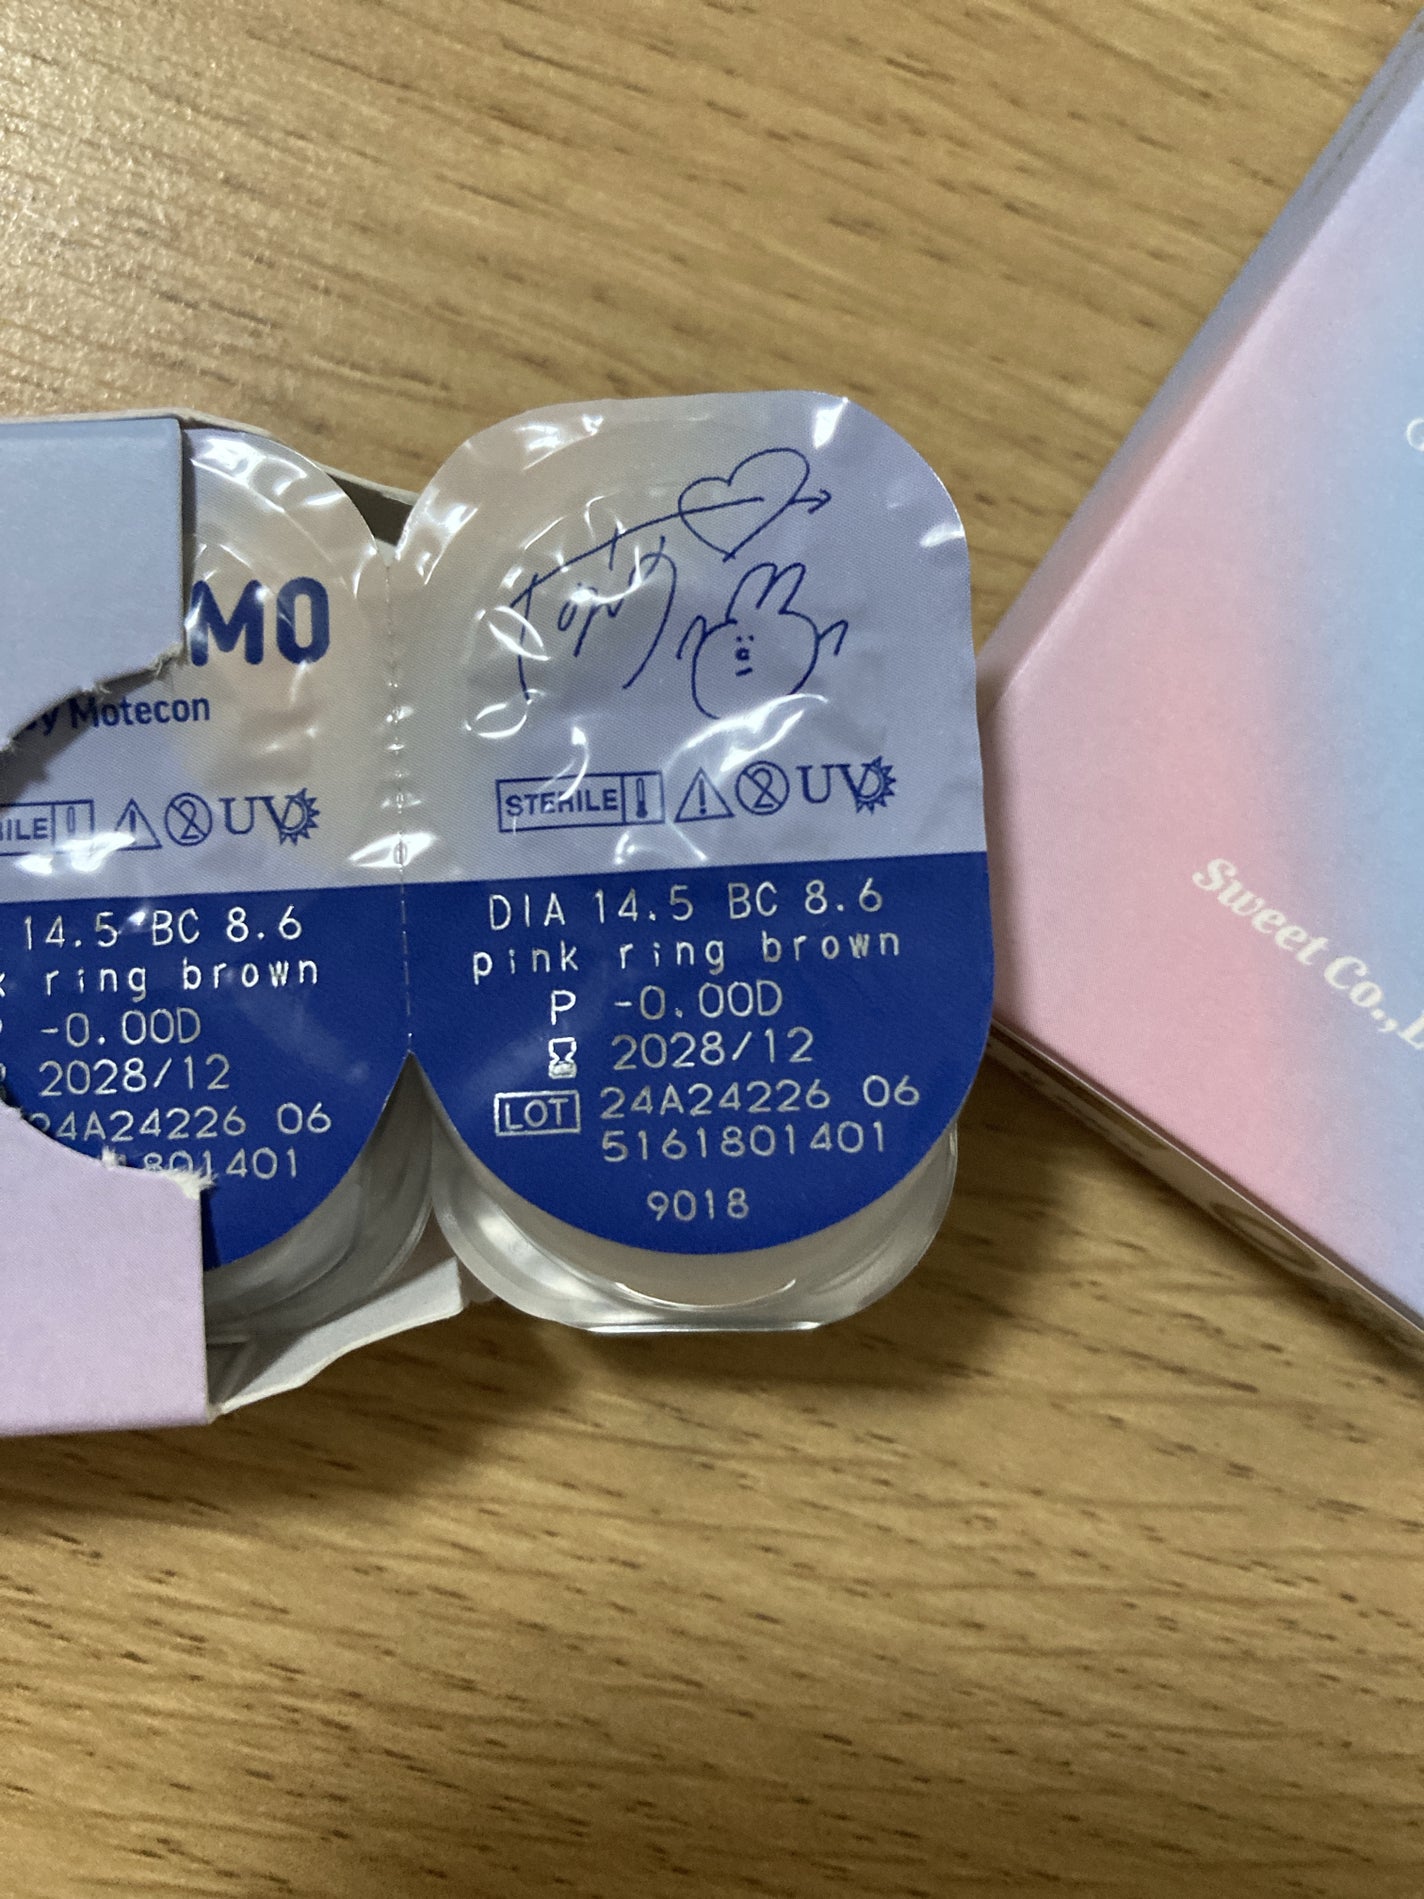 MO
by Motecon
UV
14.5 BC 8.6
ring brown
-0.00D
2028/12
24A24226 06
801401
STERILE
UV
DIA 14.5 BC 8.6
pink ring brown
P -0.00D
2028/12
LOT 24A24226 06
5161801401
9018
Sweet Co.,